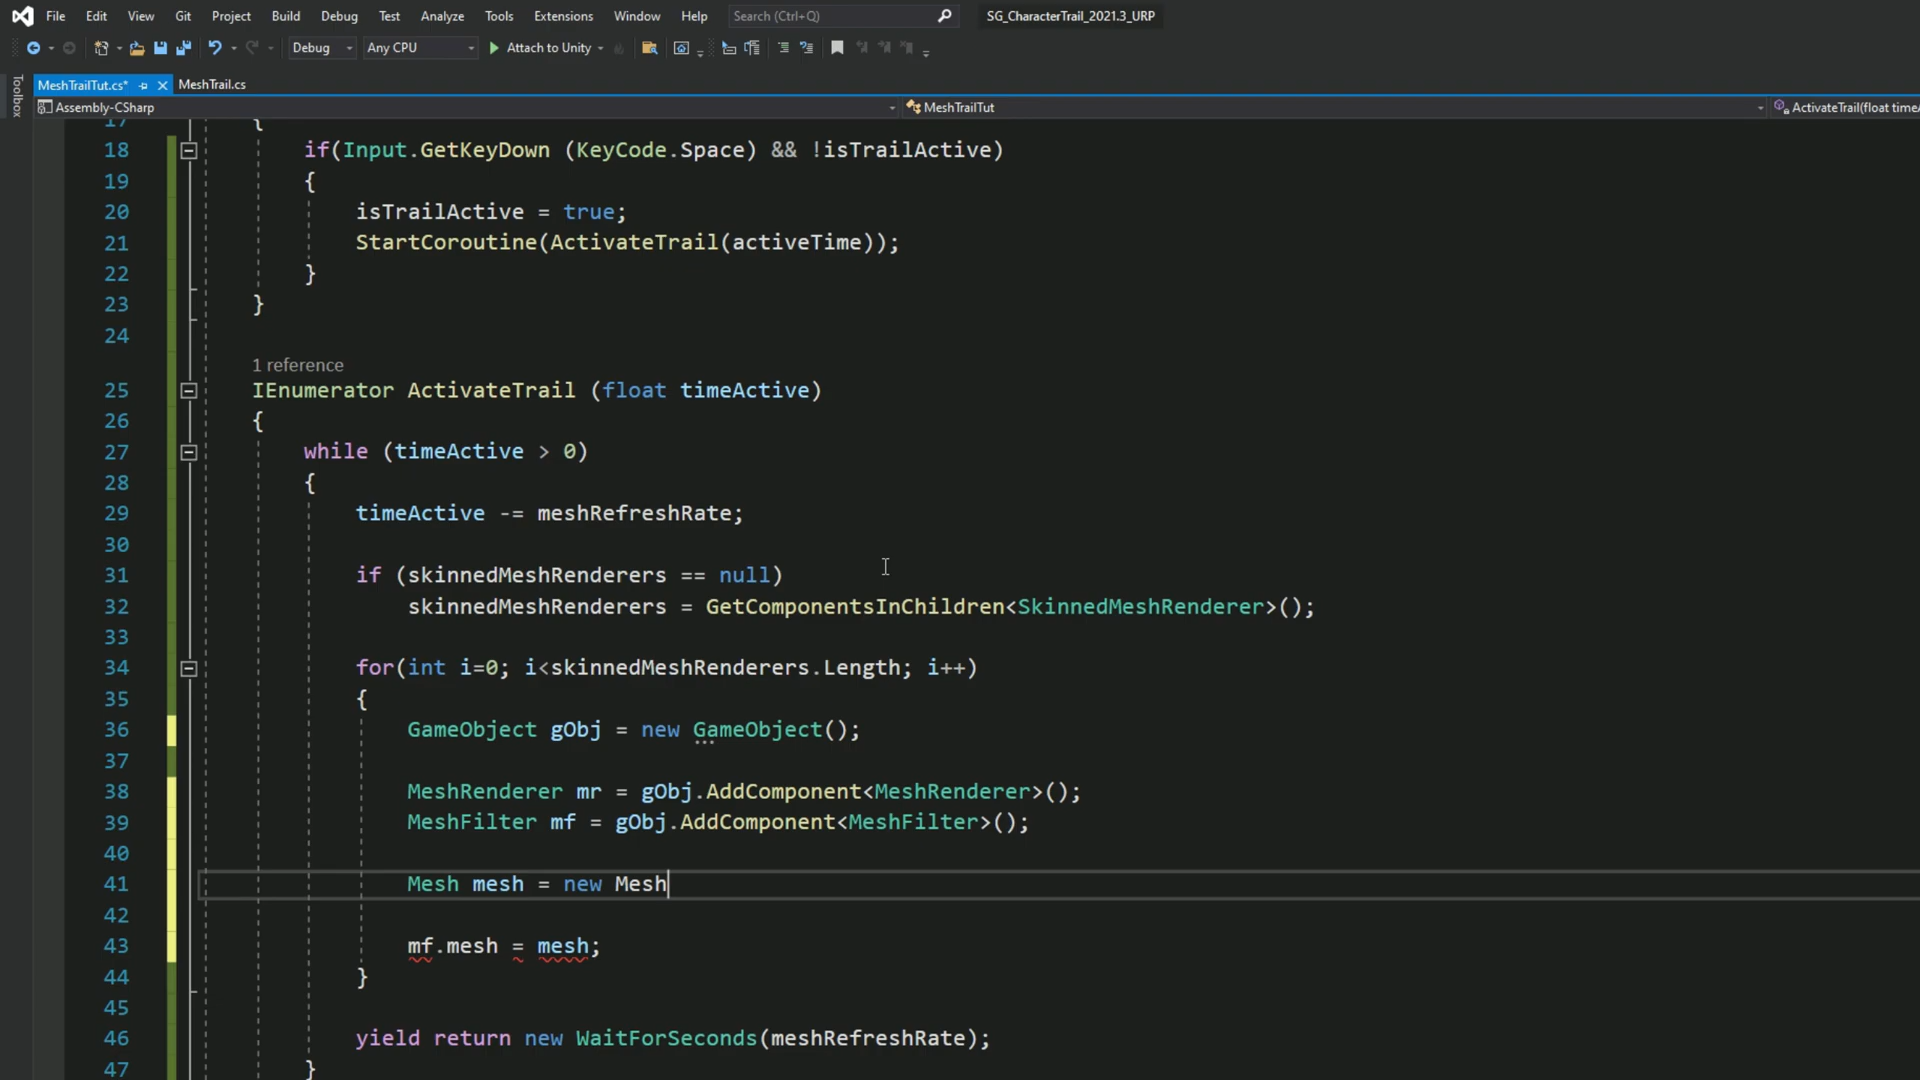 File Edit View Git Project Build Debug Test Analyze Tools Extensions Window Help Search (Ctrl+Q) SG_CharacterTrail_2021.3_URP
Debug Any CPU Attach to Unity
Toolbox
MeshTrailTut.cs* MeshTrail.cs
Assembly-CSharp MeshTrailTut ActivateTrail(float timeA
17 {
18 if(Input.GetKeyDown (KeyCode.Space) && !isTrailActive)
19 {
20 isTrailActive = true;
21 StartCoroutine(ActivateTrail(activeTime));
22 }
23 }
24
1 reference
25 IEnumerator ActivateTrail (float timeActive)
26 {
27 while (timeActive > 0)
28 {
29 timeActive -= meshRefreshRate;
30
31 if (skinnedMeshRenderers == null)
32 skinnedMeshRenderers = GetComponentsInChildren<SkinnedMeshRenderer>();
33
34 for(int i=0; i<skinnedMeshRenderers.Length; i++)
35 {
36 GameObject gObj = new GameObject();
37
38 MeshRenderer mr = gObj.AddComponent<MeshRenderer>();
39 MeshFilter mf = gObj.AddComponent<MeshFilter>();
40
41 Mesh mesh = new Mesh
42
43 mf.mesh = mesh;
44 }
45
46 yield return new WaitForSeconds(meshRefreshRate);
47 }